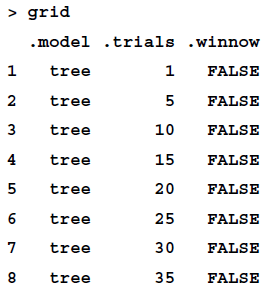 > grid
.model .trials .winnow
1 tree 1 FALSE
2 tree 5 FALSE
3 tree 10 FALSE
4 tree 15 FALSE
5 tree 20 FALSE
6 tree 25 FALSE
7 tree 30 FALSE
8 tree 35 FALSE